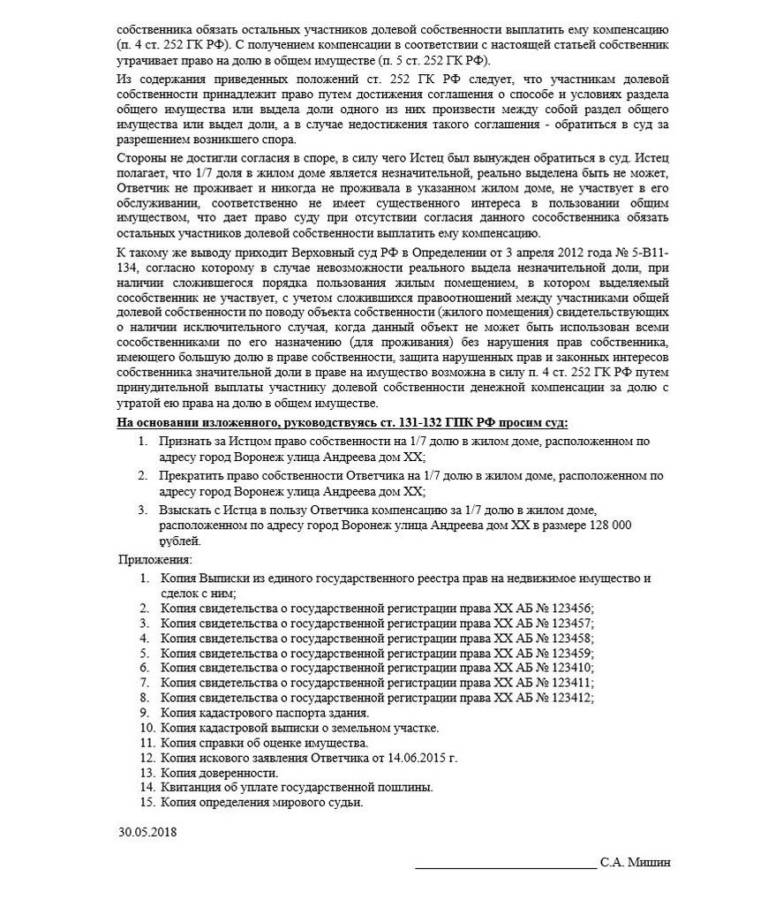 собственника обязать остальных участников долевой собственности выплатить ему компенсацию
(п. 4 ст. 252 ГК РФ). С получением компенсации в соответствии с настоящей статьей собственник
утрачивает право на долю в общем имуществе (п. 5 ст. 252 ГК РФ).
Из содержания приведенных положений ст. 252 ГК РФ следует, что участникам долевой
собственности принадлежит право путем достижения соглашения о способе и условиях раздела
общего имущества или выдела доли одного из них произвести между собой раздел общего
имущества или выдел доли, а в случае недостижения такого соглашения - обратиться в суд за
разрешением возникшего спора.
Стороны не достигли согласия в споре, в силу чего Истец был вынужден обратиться в суд. Истец
полагает, что 1/7 доля в жилом доме является незначительной, реально выделена быть не может,
Ответчик не проживает и никогда не проживала в указанном жилом доме, не участвует в его
обслуживании, соответственно не имеет существенного интереса в пользовании общим
имуществом, что дает право суду при отсутствии согласия данного сособственника обязать
остальных участников долевой собственности выплатить ему компенсацию.
К такому же выводу приходит Верховный суд РФ в Определении от 3 апреля 2012 года № 5-В11-
134, согласно которому в случае невозможности реального выдела незначительной доли, при
наличии сложившегося порядка пользования жилым помещением, в котором выделяемый
сособственник не участвует, с учетом сложившихся правоотношений между участниками общей
долевой собственности по поводу объекта собственности (жилого помещения) свидетельствующих
о наличии исключительного случая, когда данный объект не может быть использован всеми
сособственниками по его назначению (для проживания) без нарушения прав собственника,
имеющего большую долю в праве собственности, защита нарушенных прав и законных интересов
собственника значительной доли в праве на имущество возможна в силу п. 4 ст. 252 ГК РФ путем
принудительной выплаты участнику долевой собственности денежной компенсации за долю с
утратой ею права на долю в общем имуществе.
На основании изложенного, руководствуясь ст. 131-132 ГПК РФ просим суд:
1. Признать за Истцом право собственности на 1/7 долю в жилом доме, расположенном по
адресу город Воронеж улица Андреева дом ХХ;
2. Прекратить право собственности Ответчика на 1/7 долю в жилом доме, расположенном по
адресу город Воронеж улица Андреева дом ХХ;
3. Взыскать с Истца в пользу Ответчика компенсацию за 1/7 долю в жилом доме,
расположенном по адресу город Воронеж улица Андреева дом ХХ в размере 128 000
рублей.
Приложения:
1. Копия Выписки из единого государственного реестра прав на недвижимое имущество и
сделок с ним;
2. Копия свидетельства о государственной регистрации права ХХ АБ № 123456;
3. Копия свидетельства о государственной регистрации права ХХ АБ № 123457;
4. Копия свидетельства о государственной регистрации права ХХ АБ № 123458;
5. Копия свидетельства о государственной регистрации права ХХ АБ № 123459;
6. Копия свидетельства о государственной регистрации права ХХ АБ № 123410;
7. Копия свидетельства о государственной регистрации права ХХ АБ № 123411;
8. Копия свидетельства о государственной регистрации права ХХ АБ № 123412;
9. Копия кадастрового паспорта здания.
10. Копия кадастровой выписки о земельном участке.
11. Копия справки об оценке имущества.
12. Копия искового заявления Ответчика от 14.06.2015 г.
13. Копия доверенности.
14. Квитанция об уплате государственной пошлины.
15. Копия определения мирового судьи.
30.05.2018
С.А. Мишин